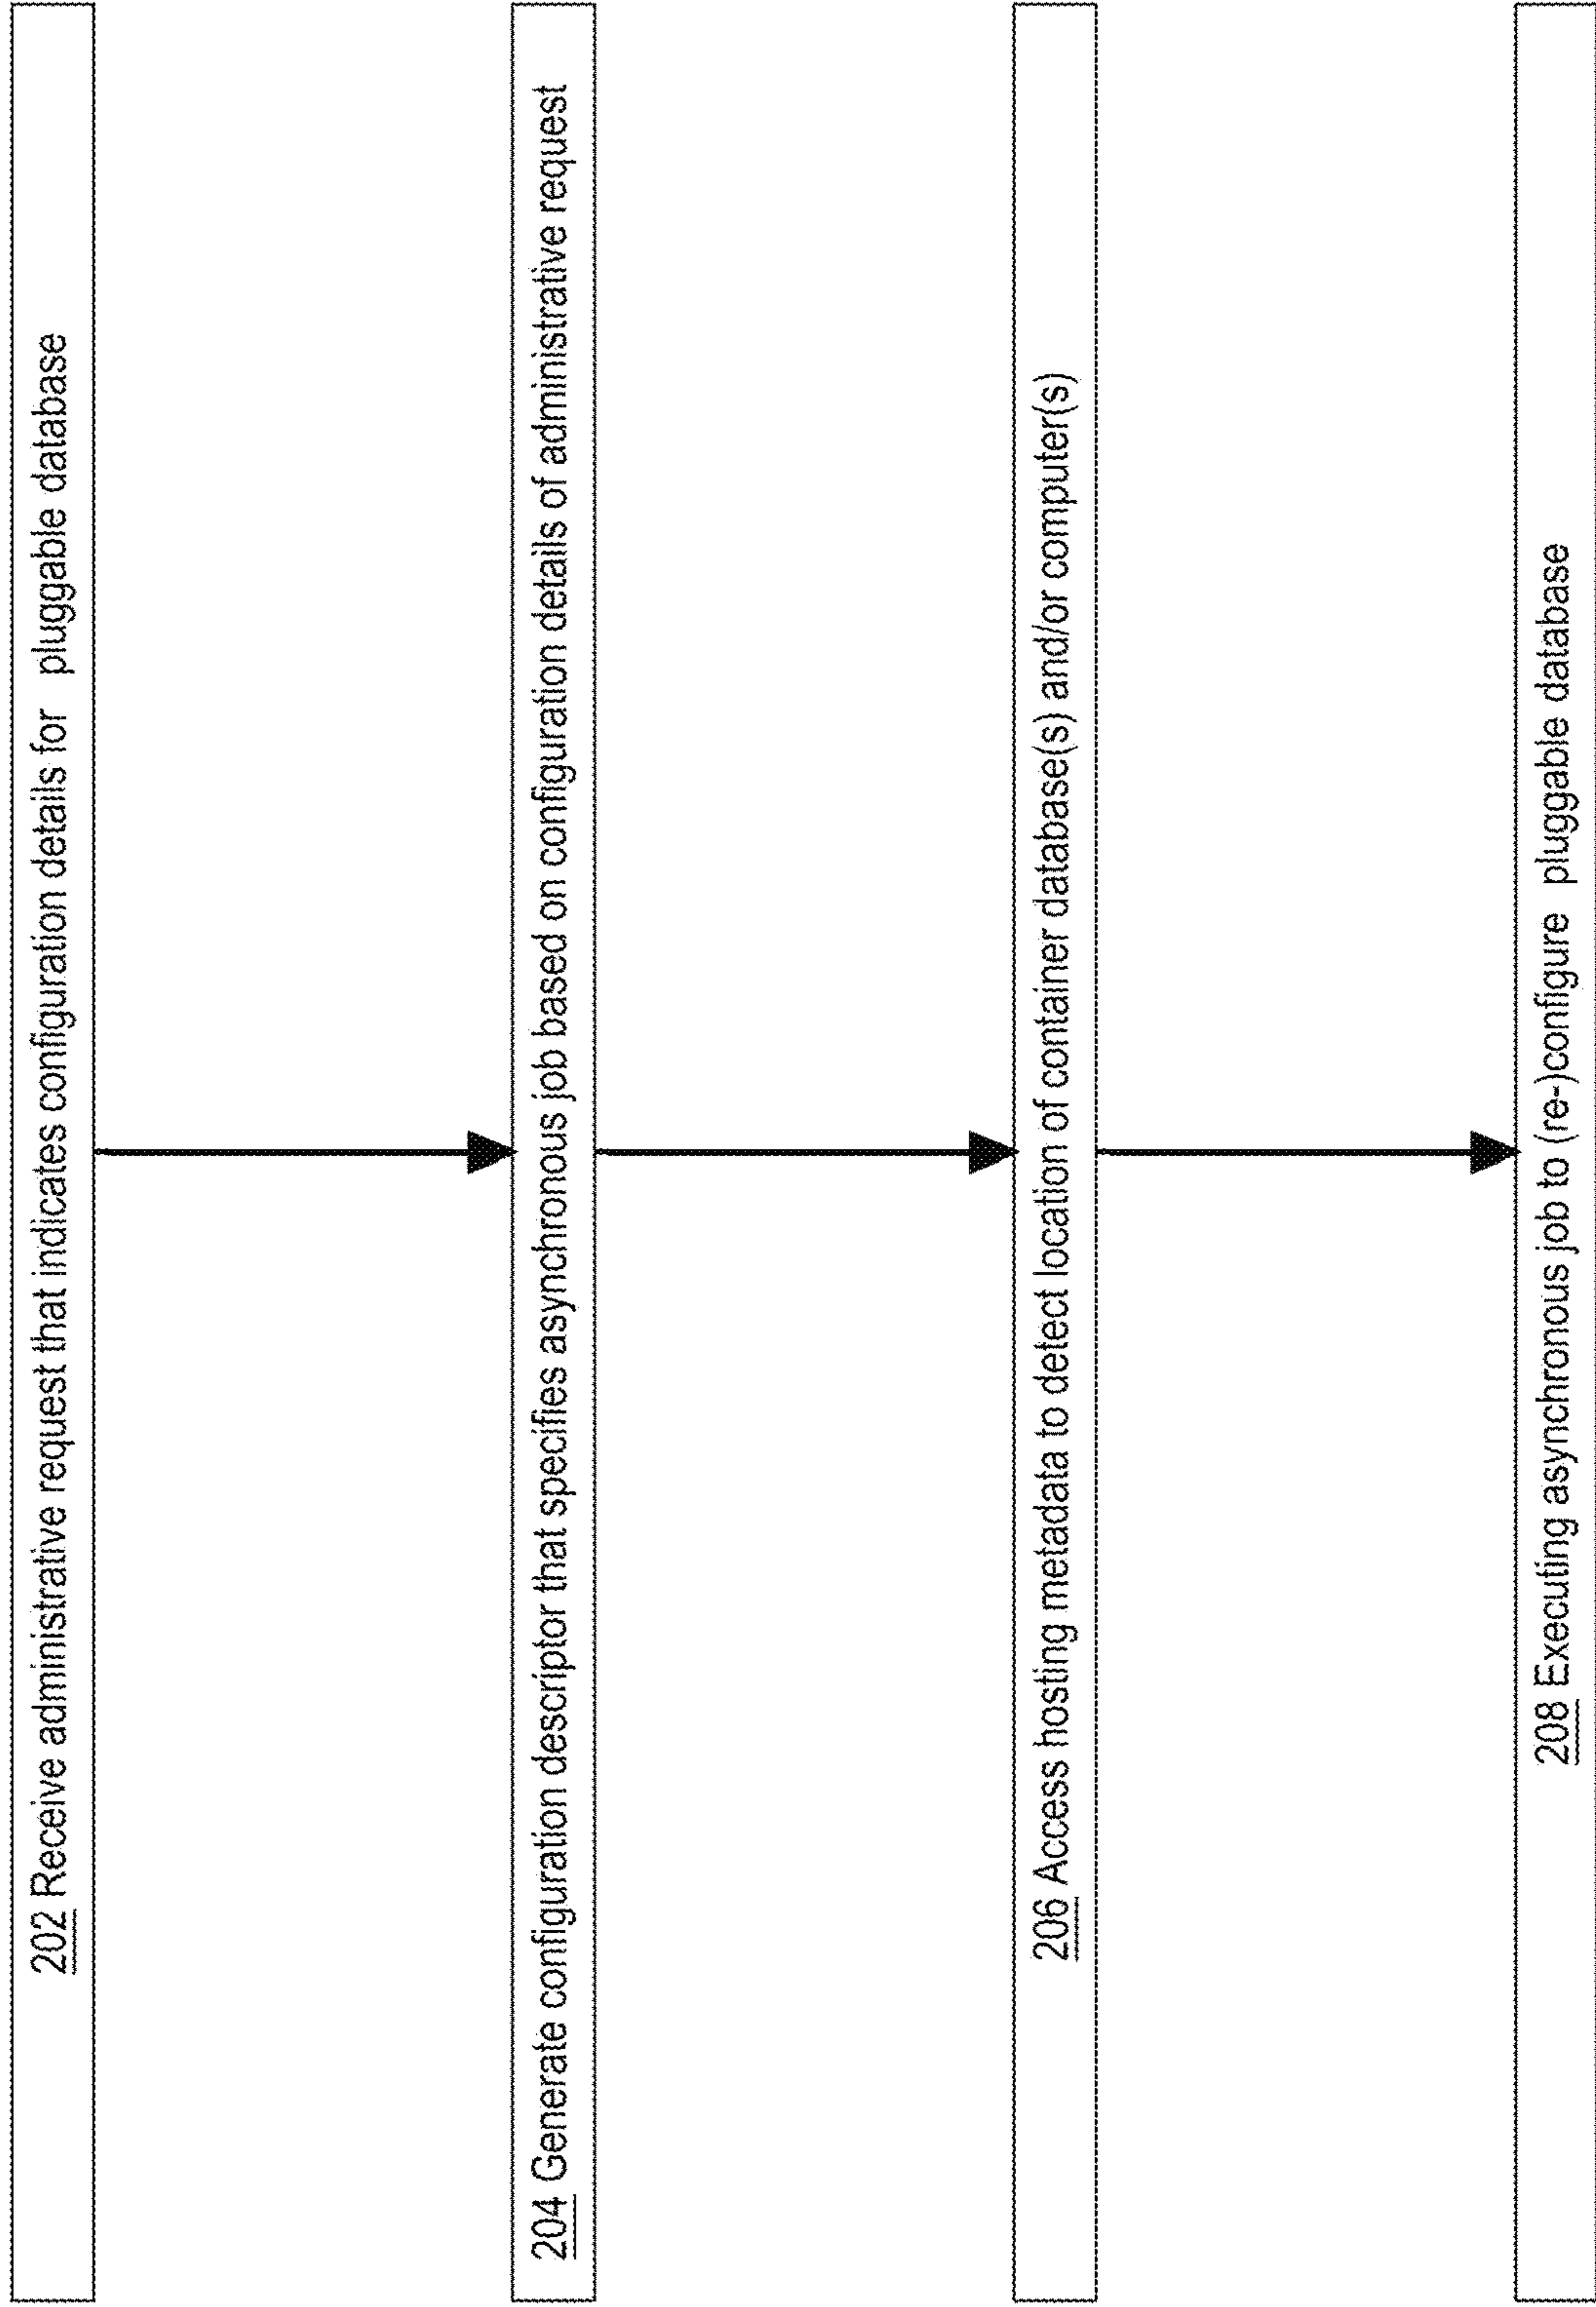 202 Receive administrative request that indicates configuration details for pluggable database
204 Generate configuration descriptor that specifies asynchronous job based on configuration details of administrative request
206 Access hosting metadata to detect location of container database(s) and/or computer(s)
208 Executing asynchronous job to (re-)configure pluggable database